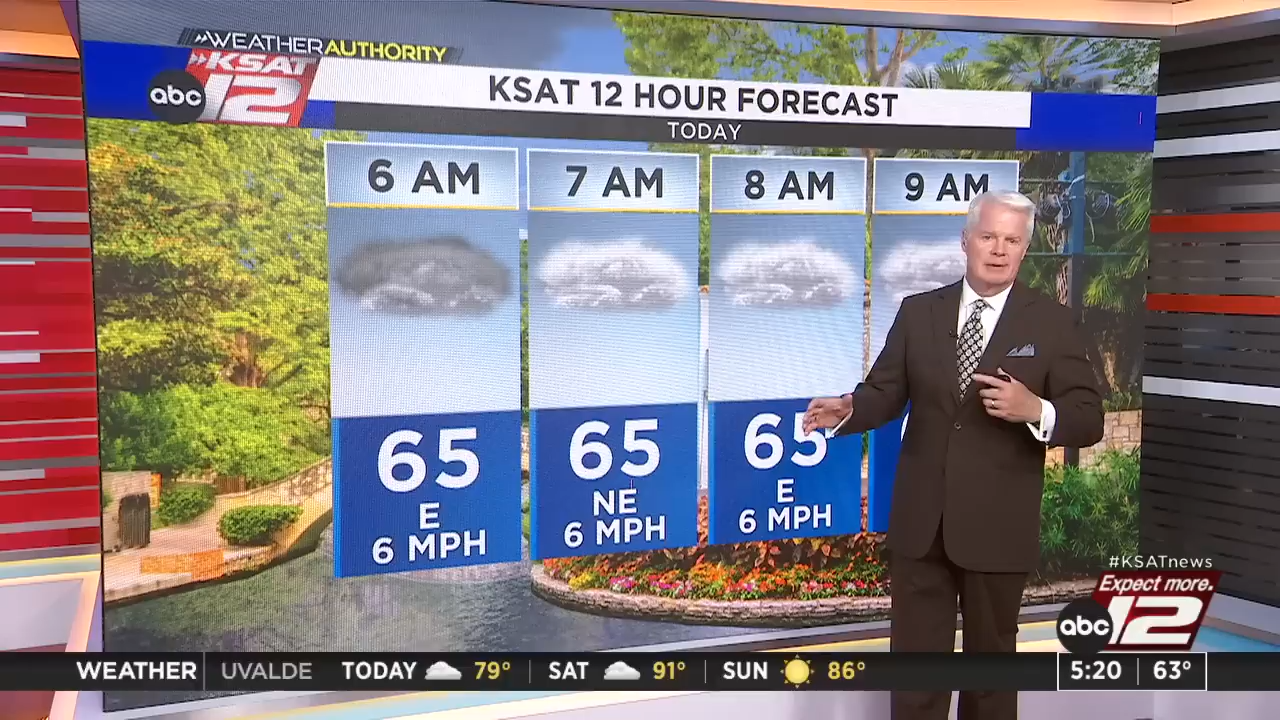 WEATHER AUTHORITY
KSAT
abc 12
KSAT 12 HOUR FORECAST
TODAY
6 AM
65
E
6 MPH
7 AM
65
NE
6 MPH
8 AM
65
E
6 MPH
9 AM
#KSATnews
Expect more.
abc 12
WEATHER UVALDE TODAY 79° SAT 91° SUN 86° 5:20 63°